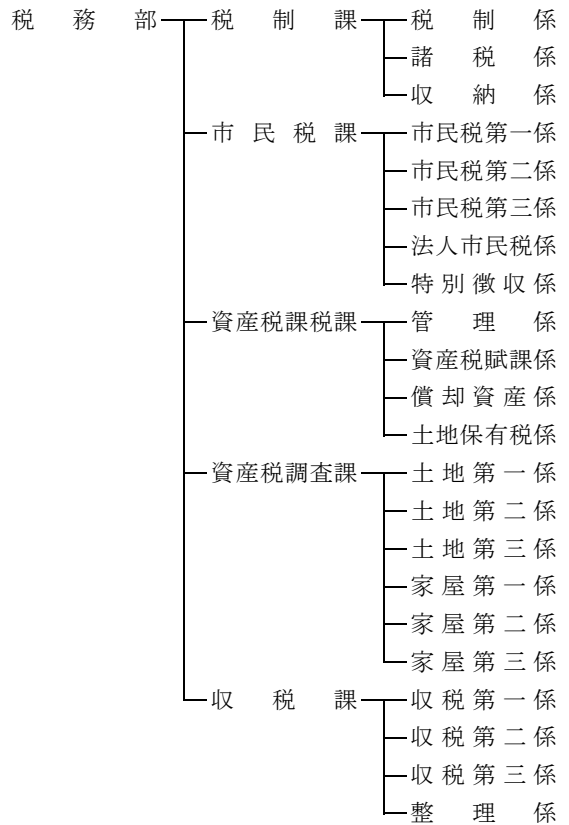 税務部 税制課 税制係
諸税係
収納係
市民税課 市民税第一係
市民税第二係
市民税第三係
法人市民税係
特別徴収係
資産税課税課 管理係
資産税賦課係
償却資産係
土地保有税係
資産税調査課 土地第一係
土地第二係
土地第三係
家屋第一係
家屋第二係
家屋第三係
収税課 収税第一係
収税第二係
収税第三係
整理係